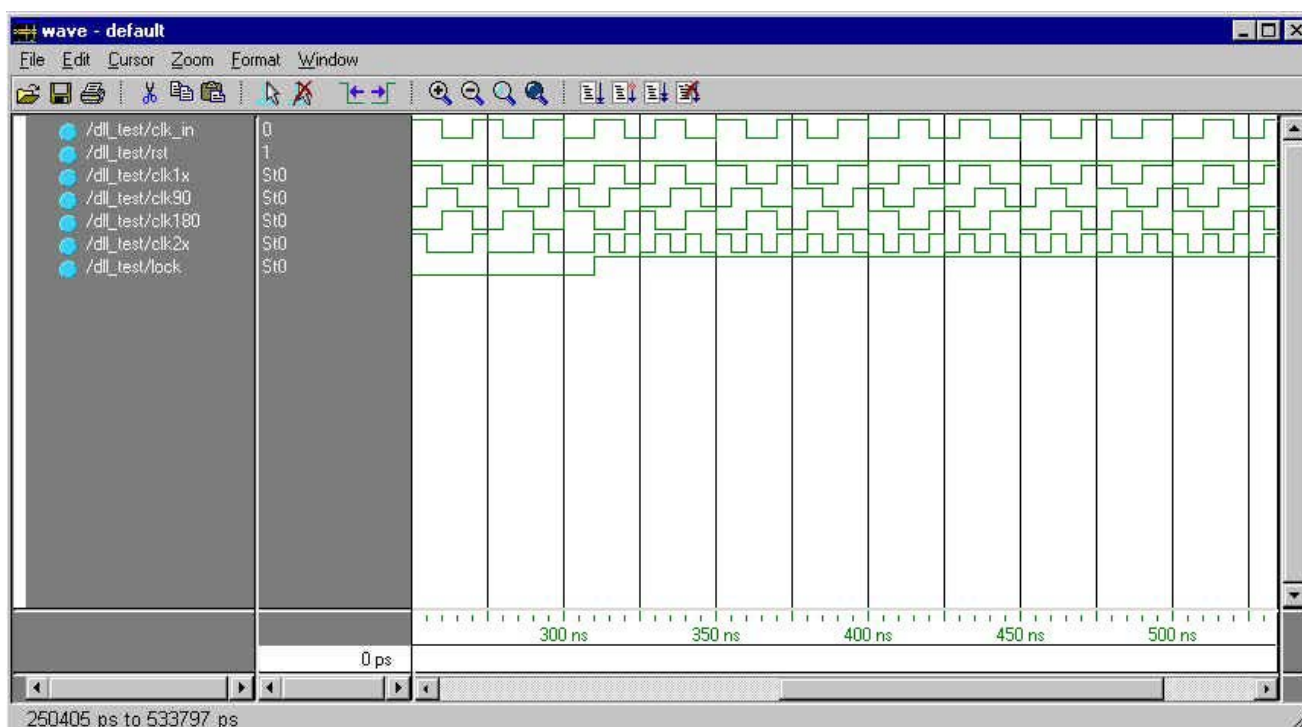 wave - default
File Edit Cursor Zoom Format Window
/dll_test/clk_in 0
/dll_test/rst 1
/dll_test/clk1x St0
/dll_test/clk90 St0
/dll_test/clk180 St0
/dll_test/clk2x St0
/dll_test/lock St0
300 ns 350 ns 400 ns 450 ns 500 ns
0 ps
250405 ps to 533797 ps